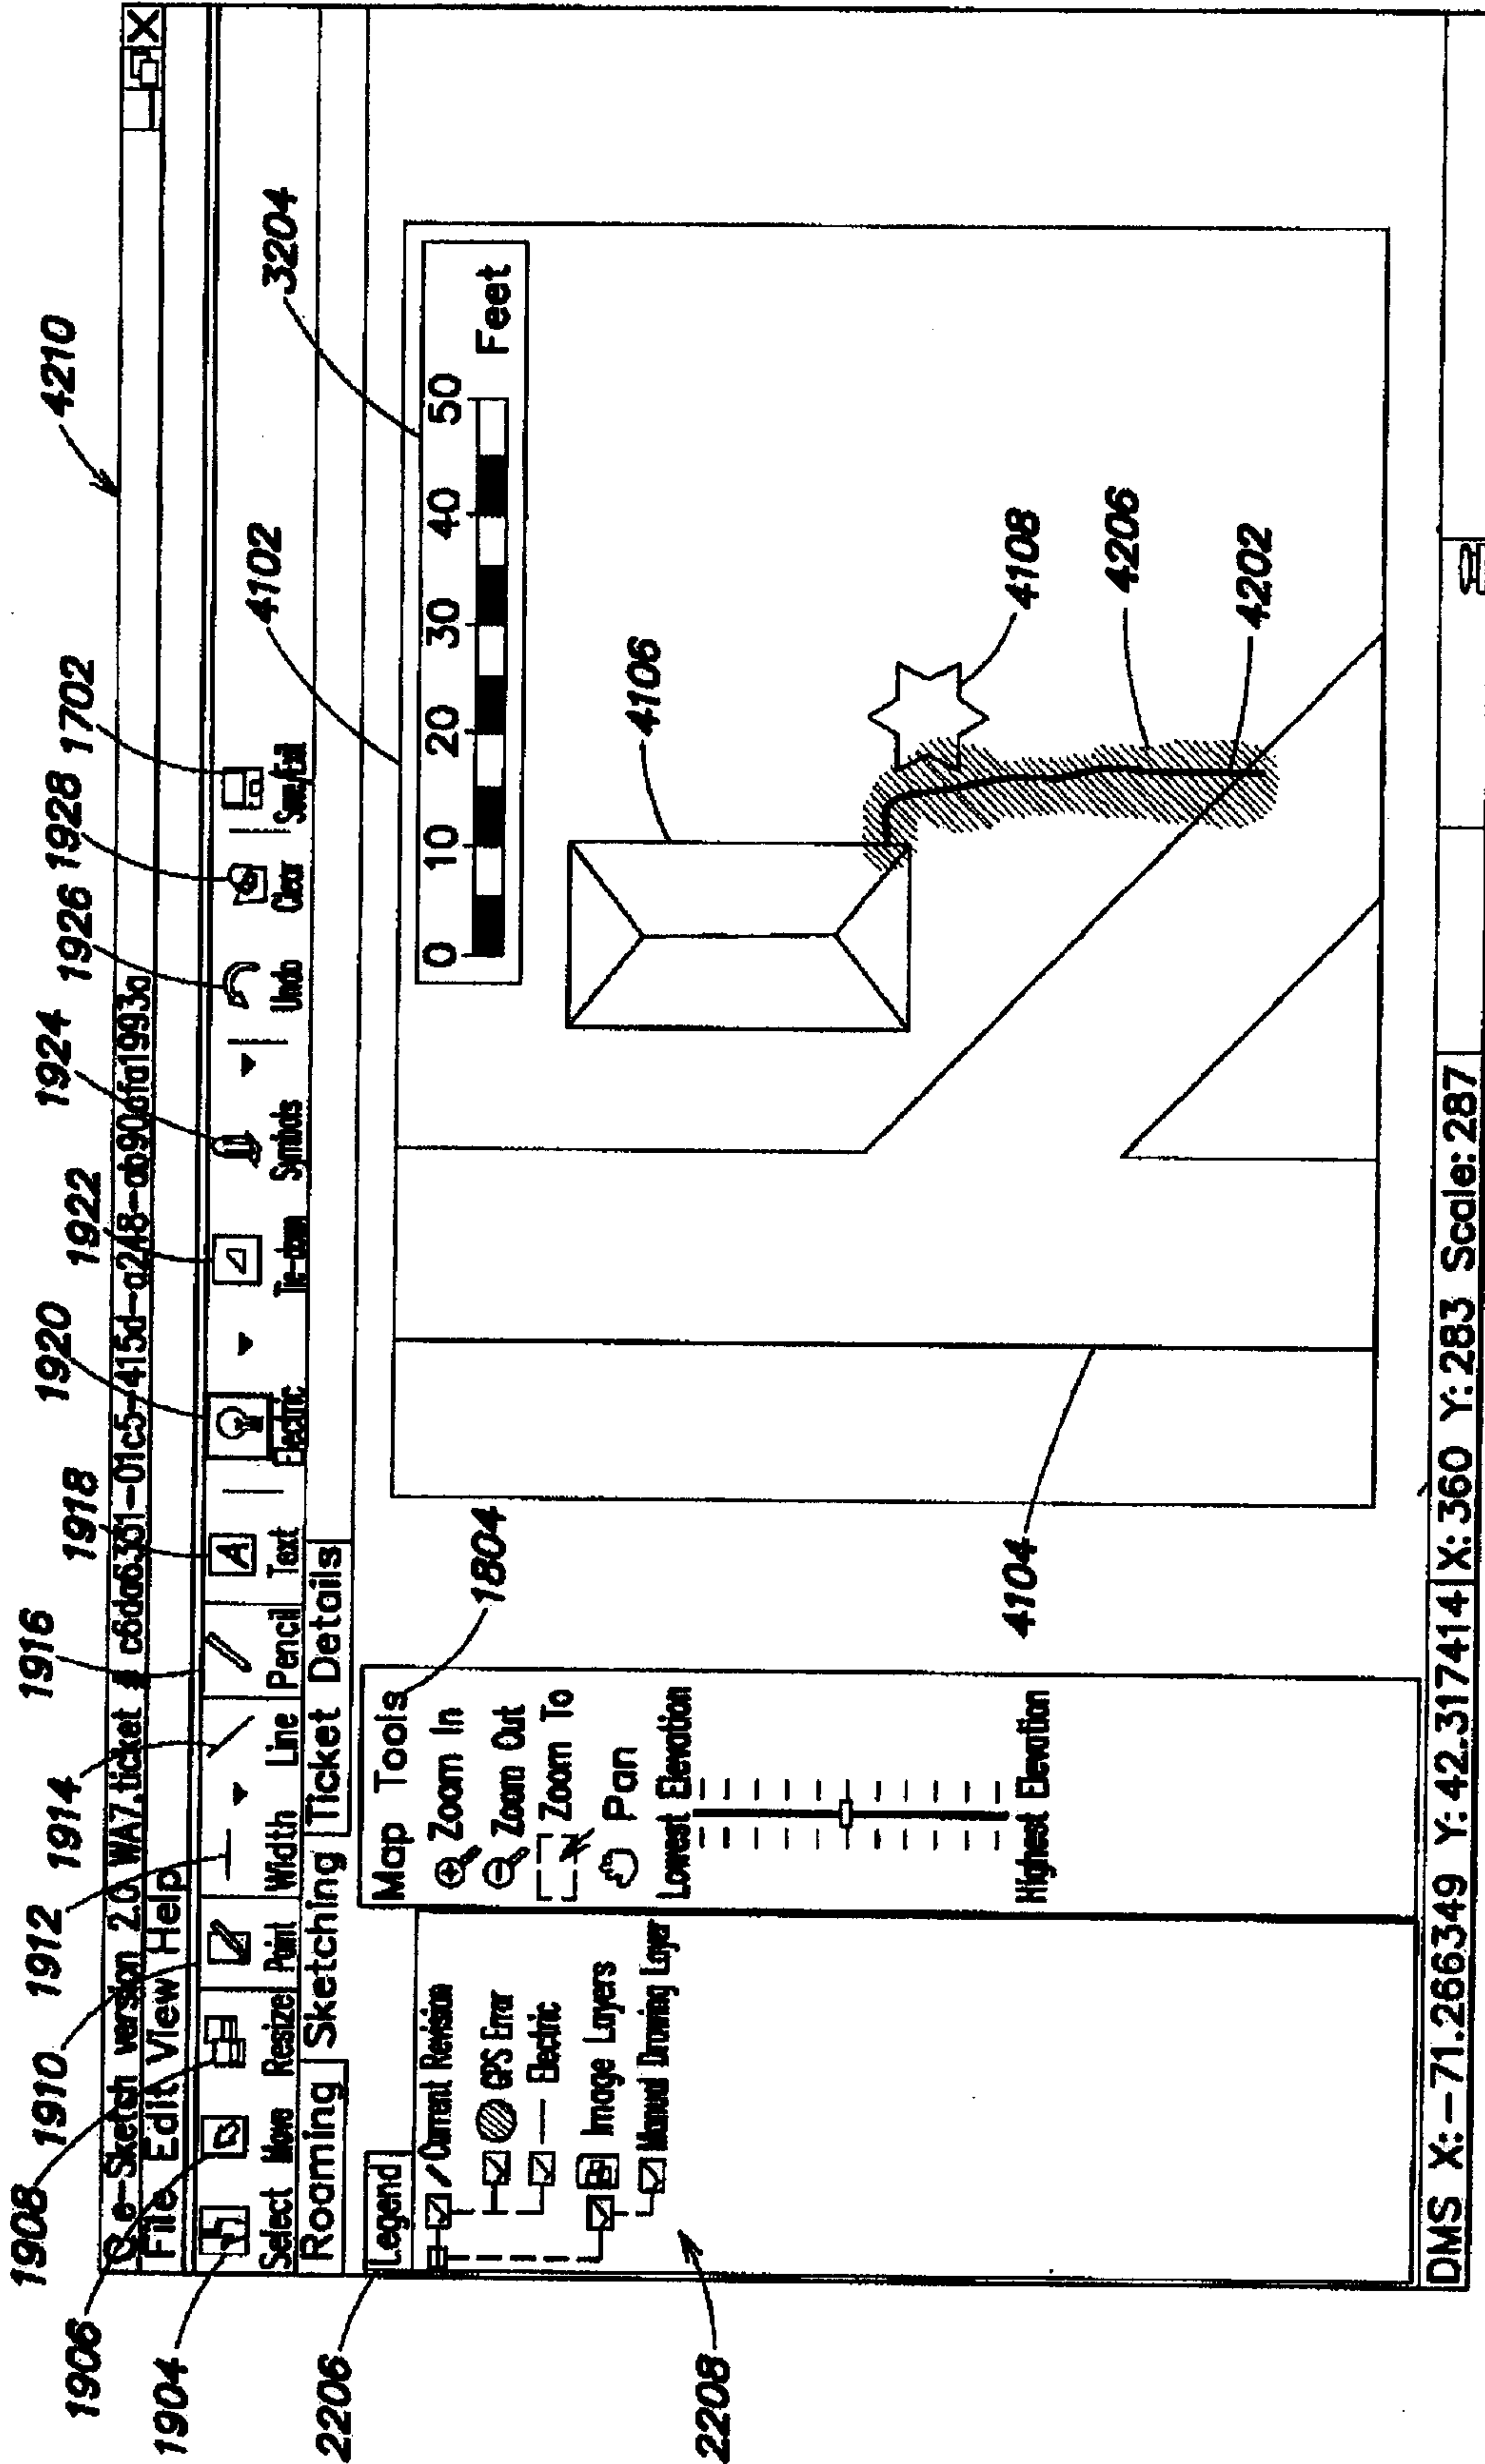 4210
1906 1908 1910 1912 1914 1916 1918 1920 1922 1924 1926 1928 1702
1904
e-Sketch version 2.0 WA7.ticket # c6da6331-01c5-415d-a248-ab90afa1993a
File Edit View Help
Select Move Resize Point Width Line Pencil Text Electric Tie-down Symbols Undo Clear Save/Exit
Roaming Sketching Ticket Details
2206
Legend
Current Revision
GPS Error
Electric
Image Layers
Manual Drawing Layer
2208
Map Tools
1804
Zoom In
Zoom Out
Zoom To
Pan
Lowest Elevation
Highest Elevation
4102
3204
0 10 20 30 40 50
Feet
4106
4108
4206
4202
4104
DMS X:-71.266349 Y:42.317414 X:360 Y:283 Scale:287